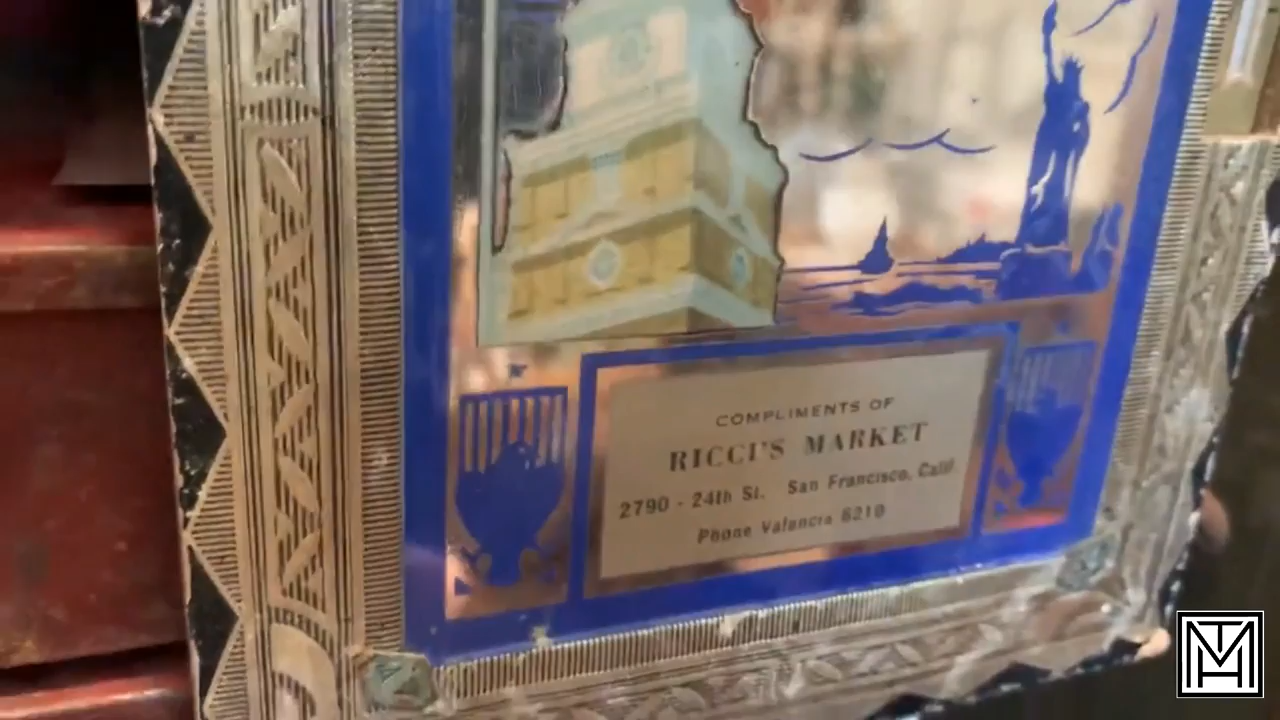 COMPLIMENTS OF
RICCI'S MARKET
2790 - 24th St. San Francisco, Calif.
Phone Valencia 6210